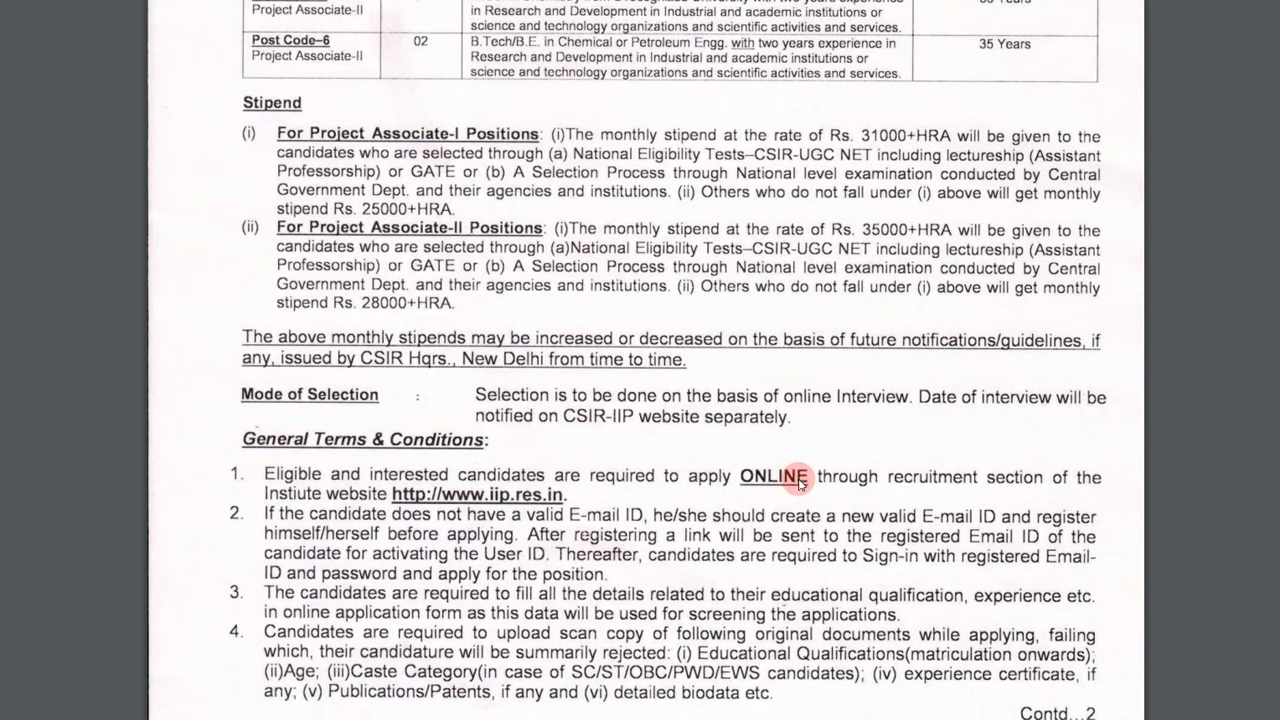 Project Associate-II
in Research and Development in Industrial and academic institutions or
science and technology organizations and scientific activities and services.
Post Code–6
Project Associate-II
02
B.Tech/B.E. in Chemical or Petroleum Engg. with two years experience in
Research and Development in Industrial and academic institutions or
science and technology organizations and scientific activities and services.
35 Years
Stipend
(i) For Project Associate-I Positions: (i)The monthly stipend at the rate of Rs. 31000+HRA will be given to the
candidates who are selected through (a) National Eligibility Tests–CSIR-UGC NET including lectureship (Assistant
Professorship) or GATE or (b) A Selection Process through National level examination conducted by Central
Government Dept. and their agencies and institutions. (ii) Others who do not fall under (i) above will get monthly
stipend Rs. 25000+HRA.
(ii) For Project Associate-II Positions: (i)The monthly stipend at the rate of Rs. 35000+HRA will be given to the
candidates who are selected through (a)National Eligibility Tests–CSIR-UGC NET including lectureship (Assistant
Professorship) or GATE or (b) A Selection Process through National level examination conducted by Central
Government Dept. and their agencies and institutions. (ii) Others who do not fall under (i) above will get monthly
stipend Rs. 28000+HRA.
The above monthly stipends may be increased or decreased on the basis of future notifications/guidelines, if
any, issued by CSIR Hqrs., New Delhi from time to time.
Mode of Selection : Selection is to be done on the basis of online Interview. Date of interview will be
notified on CSIR-IIP website separately.
General Terms & Conditions:
1. Eligible and interested candidates are required to apply ONLINE through recruitment section of the
Instiute website http://www.iip.res.in.
2. If the candidate does not have a valid E-mail ID, he/she should create a new valid E-mail ID and register
himself/herself before applying. After registering a link will be sent to the registered Email ID of the
candidate for activating the User ID. Thereafter, candidates are required to Sign-in with registered Email-
ID and password and apply for the position.
3. The candidates are required to fill all the details related to their educational qualification, experience etc.
in online application form as this data will be used for screening the applications.
4. Candidates are required to upload scan copy of following original documents while applying, failing
which, their candidature will be summarily rejected: (i) Educational Qualifications(matriculation onwards);
(ii)Age; (iii)Caste Category(in case of SC/ST/OBC/PWD/EWS candidates); (iv) experience certificate, if
any; (v) Publications/Patents, if any and (vi) detailed biodata etc.
Contd...2